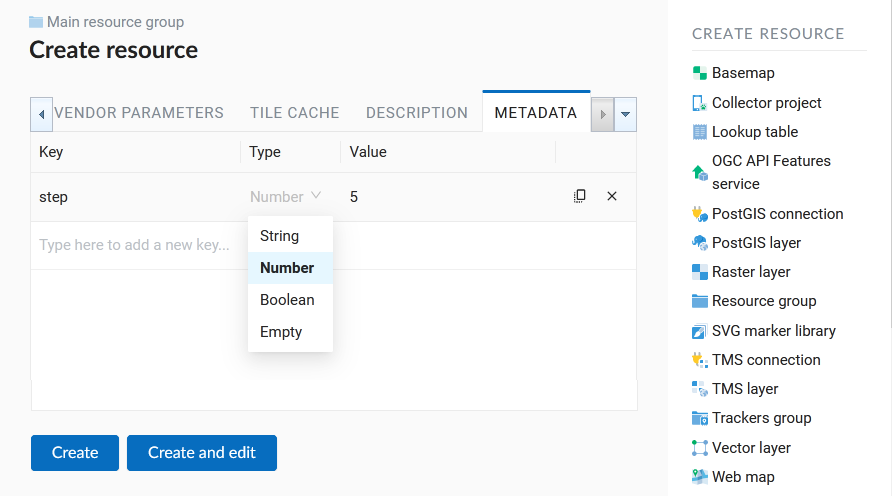 Main resource group
Create resource
VENDOR PARAMETERS TILE CACHE DESCRIPTION METADATA
Key Type Value
step Number 5
Type here to add a new key...
String
Number
Boolean
Empty
Create Create and edit
CREATE RESOURCE
Basemap
Collector project
Lookup table
OGC API Features
service
PostGIS connection
PostGIS layer
Raster layer
Resource group
SVG marker library
TMS connection
TMS layer
Trackers group
Vector layer
Web map